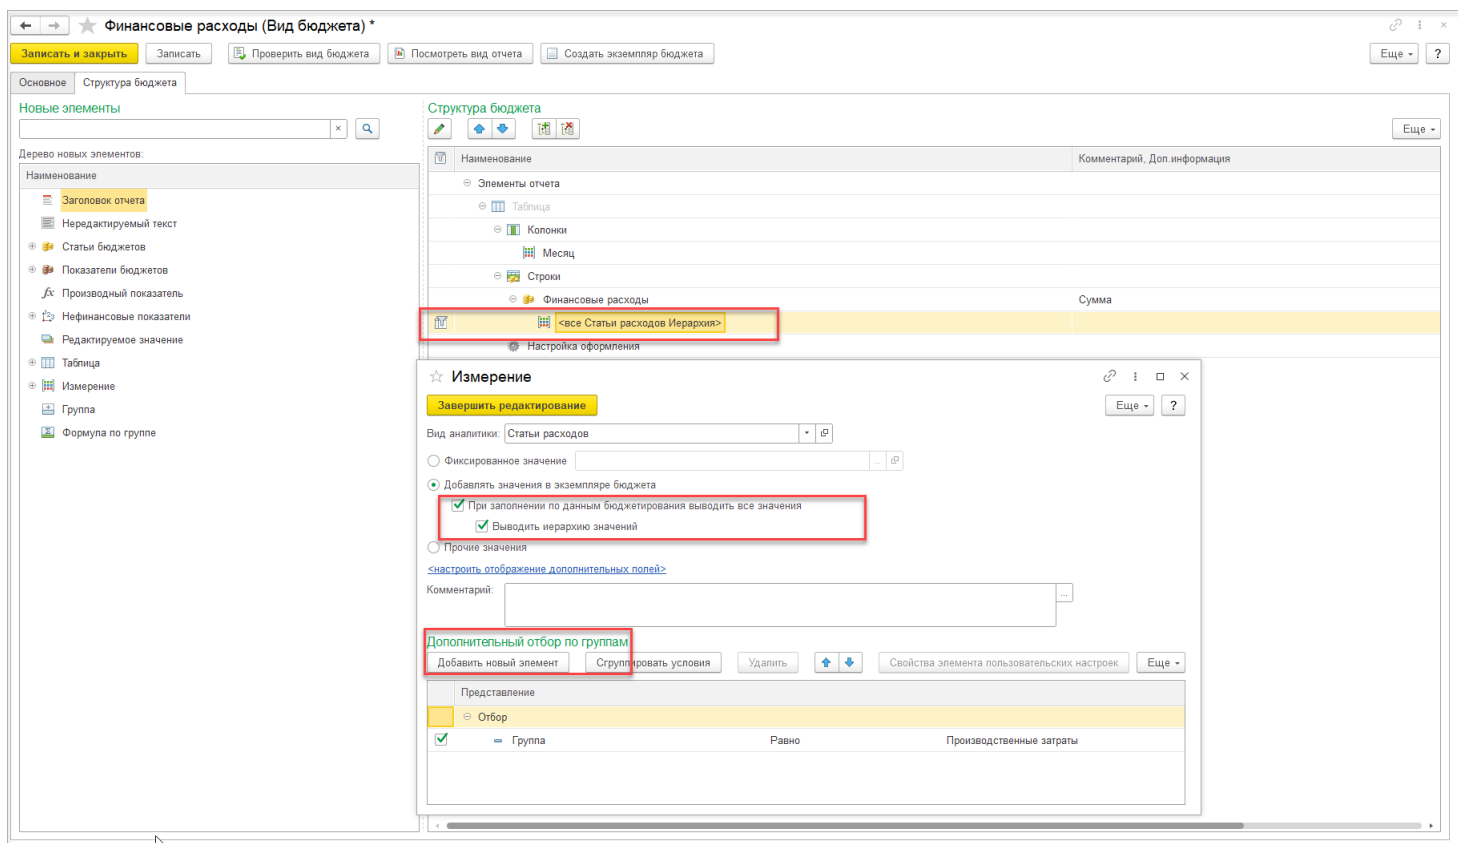 Финансовые расходы (Вид бюджета) *
Записать и закрыть Записать Проверить вид бюджета Посмотреть вид отчета Создать экземпляр бюджета Еще ?
Основное Структура бюджета
Новые элементы
Дерево новых элементов:
Наименование
Заголовок отчета
Нередактируемый текст
Статьи бюджетов
Показатели бюджетов
Производный показатель
Нефинансовые показатели
Редактируемое значение
Таблица
Измерение
Группа
Формула по группе
Структура бюджета
Еще
Наименование Комментарий, Доп.информация
Элементы отчета
Таблица
Колонки
Месяц
Строки
Финансовые расходы Сумма
<все Статьи расходов Иерархия>
Настройка оформления
Измерение
Завершить редактирование Еще ?
Вид аналитики: Статьи расходов
Фиксированное значение
Добавлять значения в экземпляре бюджета
При заполнении по данным бюджетирования выводить все значения
Выводить иерархию значений
Прочие значения
<настроить отображение дополнительных полей>
Комментарий:
Дополнительный отбор по группам
Добавить новый элемент Сгруппировать условия Удалить Свойства элемента пользовательских настроек Еще
Представление
Отбор
Группа Равно Производственные затраты